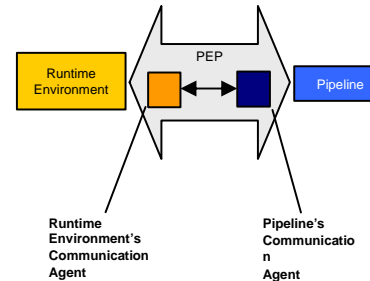 PEP
Runtime
Environment
Pipeline
Runtime
Environment's
Communication
Agent
Pipeline's
Communicatio
n
Agent